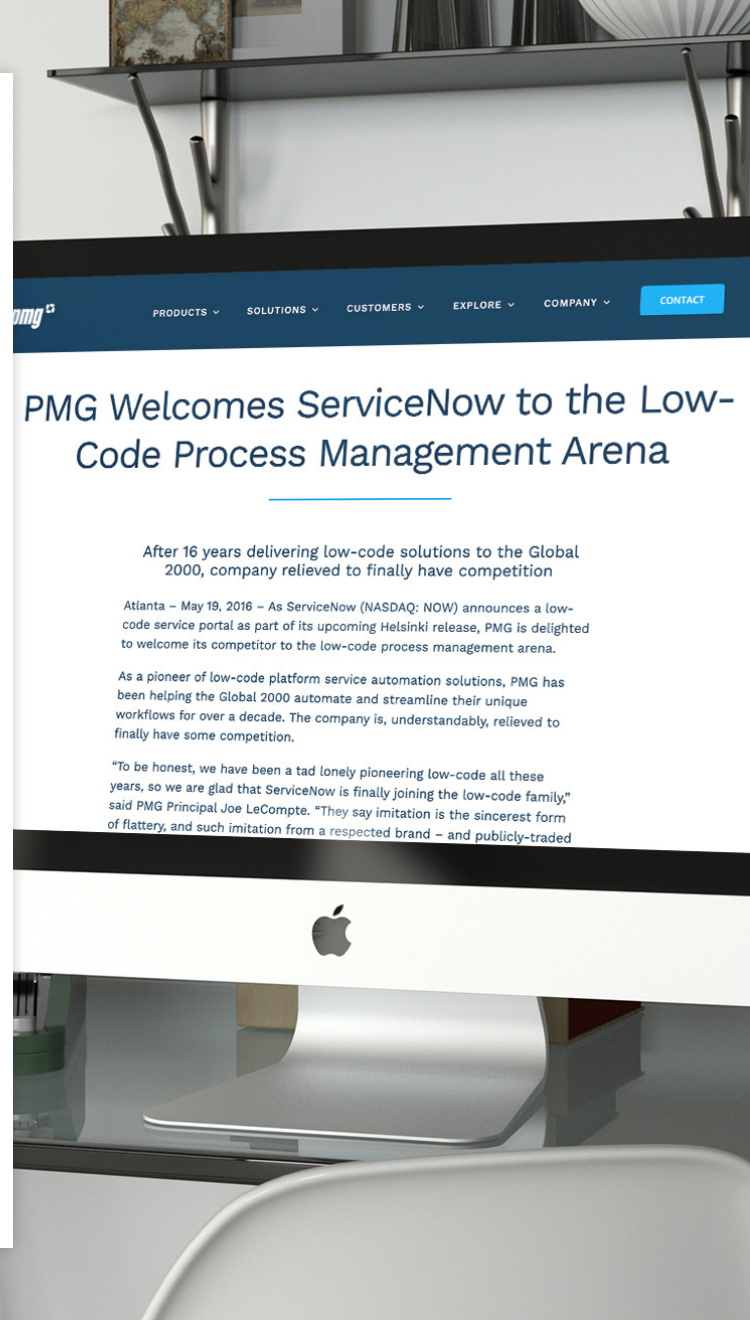 pmg
PRODUCTS
SOLUTIONS
CUSTOMERS
EXPLORE
COMPANY
CONTACT
PMG Welcomes ServiceNow to the Low-
Code Process Management Arena
After 16 years delivering low-code solutions to the Global
2000, company relieved to finally have competition
Atlanta – May 19, 2016 – As ServiceNow (NASDAQ: NOW) announces a low-
code service portal as part of its upcoming Helsinki release, PMG is delighted
to welcome its competitor to the low-code process management arena.
As a pioneer of low-code platform service automation solutions, PMG has
been helping the Global 2000 automate and streamline their unique
workflows for over a decade. The company is, understandably, relieved to
finally have some competition.
“To be honest, we have been a tad lonely pioneering low-code all these
years, so we are glad that ServiceNow is finally joining the low-code family,”
said PMG Principal Joe LeCompte. “They say imitation is the sincerest form
of flattery, and such imitation from a respected brand – and publicly-traded